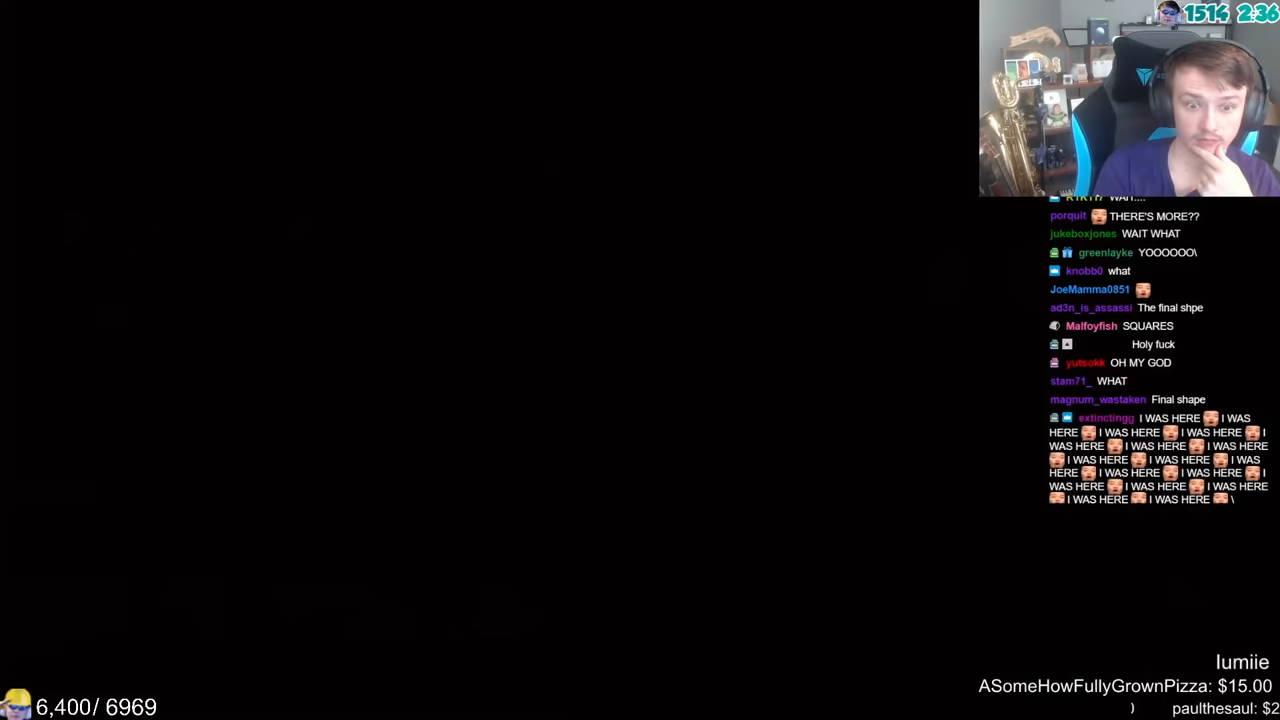 1514 2:36
WAIT....
porquit THERE'S MORE??
jukeboxjones WAIT WHAT
greenlayke YOOOOOO\
knobb0 what
JoeMamma0851
ad3n_is_assassi The final shpe
Malfoyfish SQUARES
Holy fuck
yutsokk OH MY GOD
stam71_ WHAT
magnum_wastaken Final shape
extinctingg I WAS HERE I WAS
HERE I WAS HERE I WAS HERE I
WAS HERE I WAS HERE I WAS HERE
I WAS HERE I WAS HERE I WAS
HERE I WAS HERE I WAS HERE I
WAS HERE I WAS HERE I WAS HERE
I WAS HERE I WAS HERE \
lumiie
ASomeHowFullyGrownPizza: $15.00
) paulthesaul: $2
6,400/ 6969